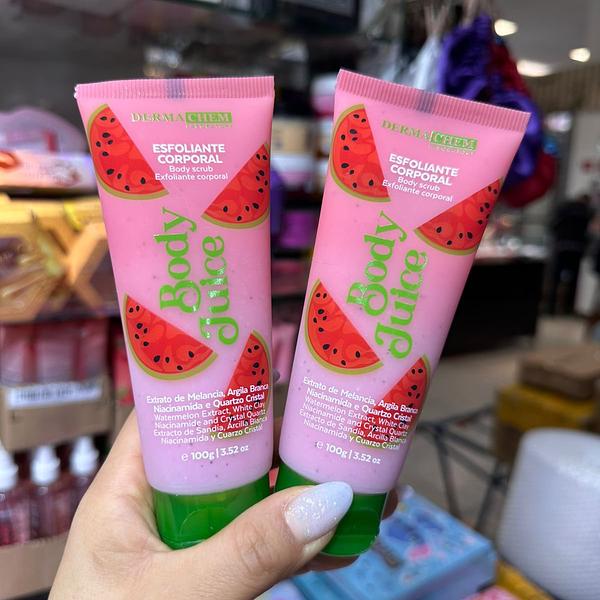 DERMACHEM
ESFOLIANTE
CORPORAL
Body scrub
Exfoliante corporal
Body
Juice
Extrato de Melancia, Argila Branca
Niacinamida e Quartzo Cristal
Watermelon Extract, White Clay
Niacinamide and Crystal Quartz
Extracto de Sandía, Arcilla Blanca
Niacinamida y Cuarzo Cristal
e 100g | 3.52 oz
DERMACHEM
ESFOLIANTE
CORPORAL
Body scrub
Exfoliante corporal
Body
Juice
Extrato de Melancia, Argila Branca
Niacinamida e Quartzo Cristal
Watermelon Extract, White Clay
Niacinamide and Crystal Quartz
Extracto de Sandía, Arcilla Blanca
Niacinamida y Cuarzo Cristal
e 100g | 3.52 oz